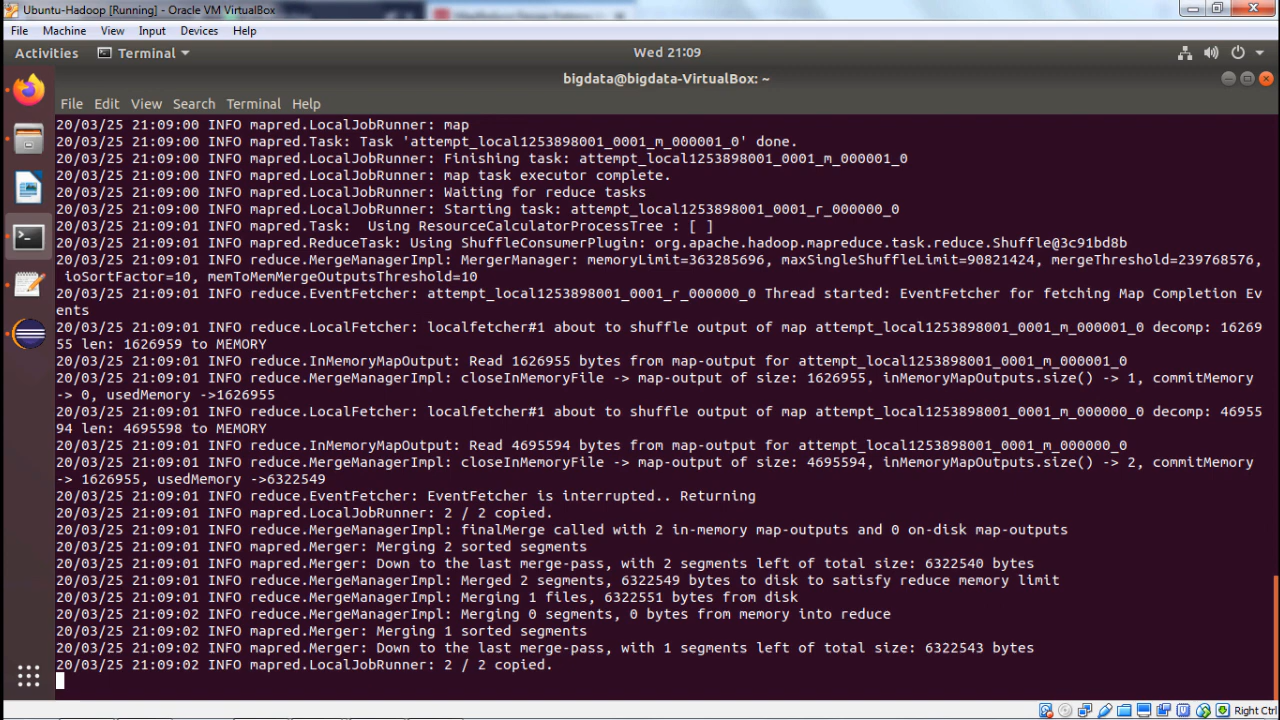 Ubuntu-Hadoop [Running] - Oracle VM VirtualBox
File Machine View Input Devices Help
Activities Terminal Wed 21:09
bigdata@bigdata-VirtualBox: ~
File Edit View Search Terminal Help
20/03/25 21:09:00 INFO mapred.LocalJobRunner: map
20/03/25 21:09:00 INFO mapred.Task: Task 'attempt_local1253898001_0001_m_000001_0' done.
20/03/25 21:09:00 INFO mapred.LocalJobRunner: Finishing task: attempt_local1253898001_0001_m_000001_0
20/03/25 21:09:00 INFO mapred.LocalJobRunner: map task executor complete.
20/03/25 21:09:00 INFO mapred.LocalJobRunner: Waiting for reduce tasks
20/03/25 21:09:00 INFO mapred.LocalJobRunner: Starting task: attempt_local1253898001_0001_r_000000_0
20/03/25 21:09:00 INFO mapred.Task:  Using ResourceCalculatorProcessTree : [ ]
20/03/25 21:09:00 INFO mapred.ReduceTask: Using ShuffleConsumerPlugin: org.apache.hadoop.mapreduce.task.reduce.Shuffle@3c91bd8b
20/03/25 21:09:01 INFO reduce.MergeManagerImpl: MergerManager: memoryLimit=363285696, maxSingleShuffleLimit=90821424, mergeThreshold=239768576,
ioSortFactor=10, memToMemMergeOutputsThreshold=10
20/03/25 21:09:01 INFO reduce.EventFetcher: attempt_local1253898001_0001_r_000000_0 Thread started: EventFetcher for fetching Map Completion Ev
ents
20/03/25 21:09:01 INFO reduce.LocalFetcher: localfetcher#1 about to shuffle output of map attempt_local1253898001_0001_m_000001_0 decomp: 16269
55 len: 1626959 to MEMORY
20/03/25 21:09:01 INFO reduce.InMemoryMapOutput: Read 1626955 bytes from map-output for attempt_local1253898001_0001_m_000001_0
20/03/25 21:09:01 INFO reduce.MergeManagerImpl: closeInMemoryFile -> map-output of size: 1626955, inMemoryMapOutputs.size() -> 1, commitMemory
-> 0, usedMemory ->1626955
20/03/25 21:09:01 INFO reduce.LocalFetcher: localfetcher#1 about to shuffle output of map attempt_local1253898001_0001_m_000000_0 decomp: 46955
94 len: 4695598 to MEMORY
20/03/25 21:09:01 INFO reduce.InMemoryMapOutput: Read 4695594 bytes from map-output for attempt_local1253898001_0001_m_000000_0
20/03/25 21:09:01 INFO reduce.MergeManagerImpl: closeInMemoryFile -> map-output of size: 4695594, inMemoryMapOutputs.size() -> 2, commitMemory
-> 1626955, usedMemory ->6322549
20/03/25 21:09:01 INFO reduce.EventFetcher: EventFetcher is interrupted.. Returning
20/03/25 21:09:01 INFO mapred.LocalJobRunner: 2 / 2 copied.
20/03/25 21:09:01 INFO reduce.MergeManagerImpl: finalMerge called with 2 in-memory map-outputs and 0 on-disk map-outputs
20/03/25 21:09:01 INFO mapred.Merger: Merging 2 sorted segments
20/03/25 21:09:01 INFO mapred.Merger: Down to the last merge-pass, with 2 segments left of total size: 6322540 bytes
20/03/25 21:09:01 INFO reduce.MergeManagerImpl: Merged 2 segments, 6322549 bytes to disk to satisfy reduce memory limit
20/03/25 21:09:01 INFO reduce.MergeManagerImpl: Merging 1 files, 6322551 bytes from disk
20/03/25 21:09:02 INFO reduce.MergeManagerImpl: Merging 0 segments, 0 bytes from memory into reduce
20/03/25 21:09:02 INFO mapred.Merger: Merging 1 sorted segments
20/03/25 21:09:02 INFO mapred.Merger: Down to the last merge-pass, with 1 segments left of total size: 6322543 bytes
20/03/25 21:09:02 INFO mapred.LocalJobRunner: 2 / 2 copied.
Right Ctrl